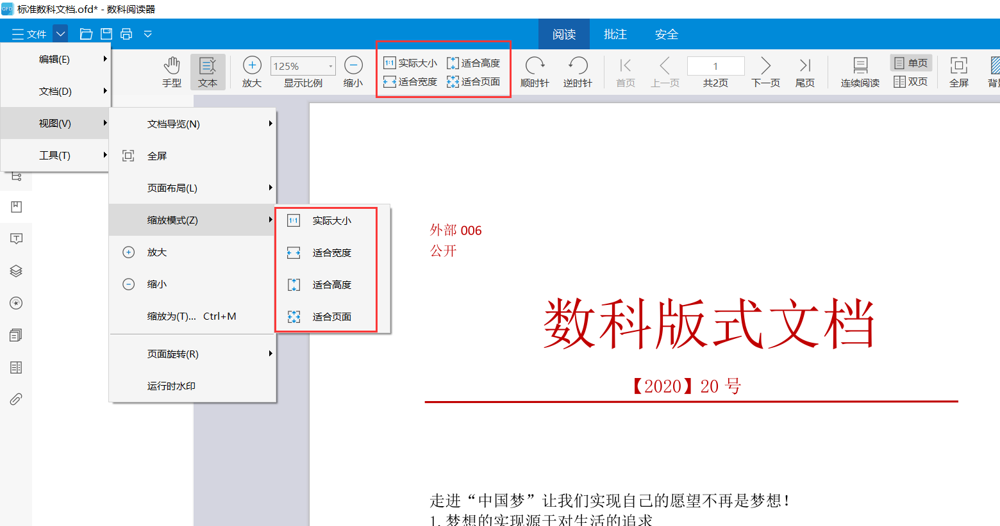 OFD 标准数科文档.ofd* - 数科阅读器
文件
阅读 批注 安全
手型
文本
放大
125%
显示比例
缩小
1:1 实际大小 适合高度
适合宽度 适合页面
顺时针
逆时针
首页
上一页
1
共2页
下一页
尾页
连续阅读
单页
双页
全屏
编辑(E)
文档(D)
视图(V)
工具(T)
文档导览(N)
全屏
页面布局(L)
缩放模式(Z)
放大
缩小
缩放为(T)... Ctrl+M
页面旋转(R)
运行时水印
1:1 实际大小
适合宽度
适合高度
适合页面
外部 006
公开
数科版式文档
【2020】20 号
走进“中国梦”让我们实现自己的愿望不再是梦想！
1.梦想的实现源于对生活的追求